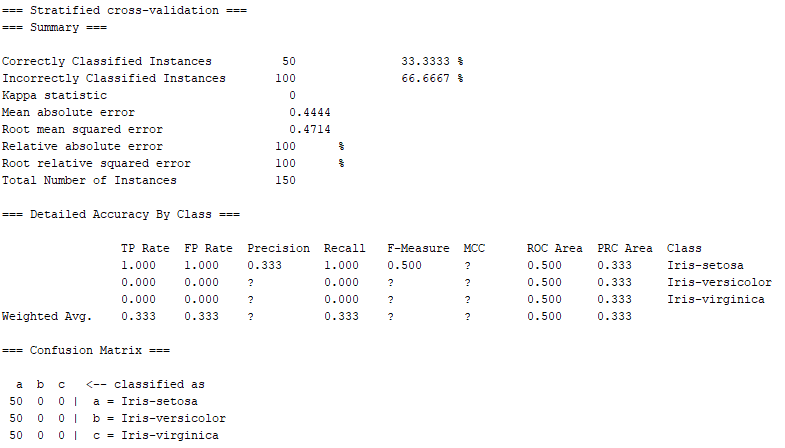 === Stratified cross-validation ===
=== Summary ===
Correctly Classified Instances          50               33.3333 %
Incorrectly Classified Instances       100               66.6667 %
Kappa statistic                          0
Mean absolute error                      0.4444
Root mean squared error                  0.4714
Relative absolute error                100      %
Root relative squared error            100      %
Total Number of Instances              150
=== Detailed Accuracy By Class ===
                 TP Rate  FP Rate  Precision  Recall   F-Measure  MCC      ROC Area  PRC Area  Class
                 1.000    1.000    0.333      1.000    0.500      ?        0.500     0.333     Iris-setosa
                 0.000    0.000    ?          0.000    ?          ?        0.500     0.333     Iris-versicolor
                 0.000    0.000    ?          0.000    ?          ?        0.500     0.333     Iris-virginica
Weighted Avg.    0.333    0.333    ?          0.333    ?          ?        0.500     0.333
=== Confusion Matrix ===
  a  b  c   <-- classified as
 50  0  0 |  a = Iris-setosa
 50  0  0 |  b = Iris-versicolor
 50  0  0 |  c = Iris-virginica